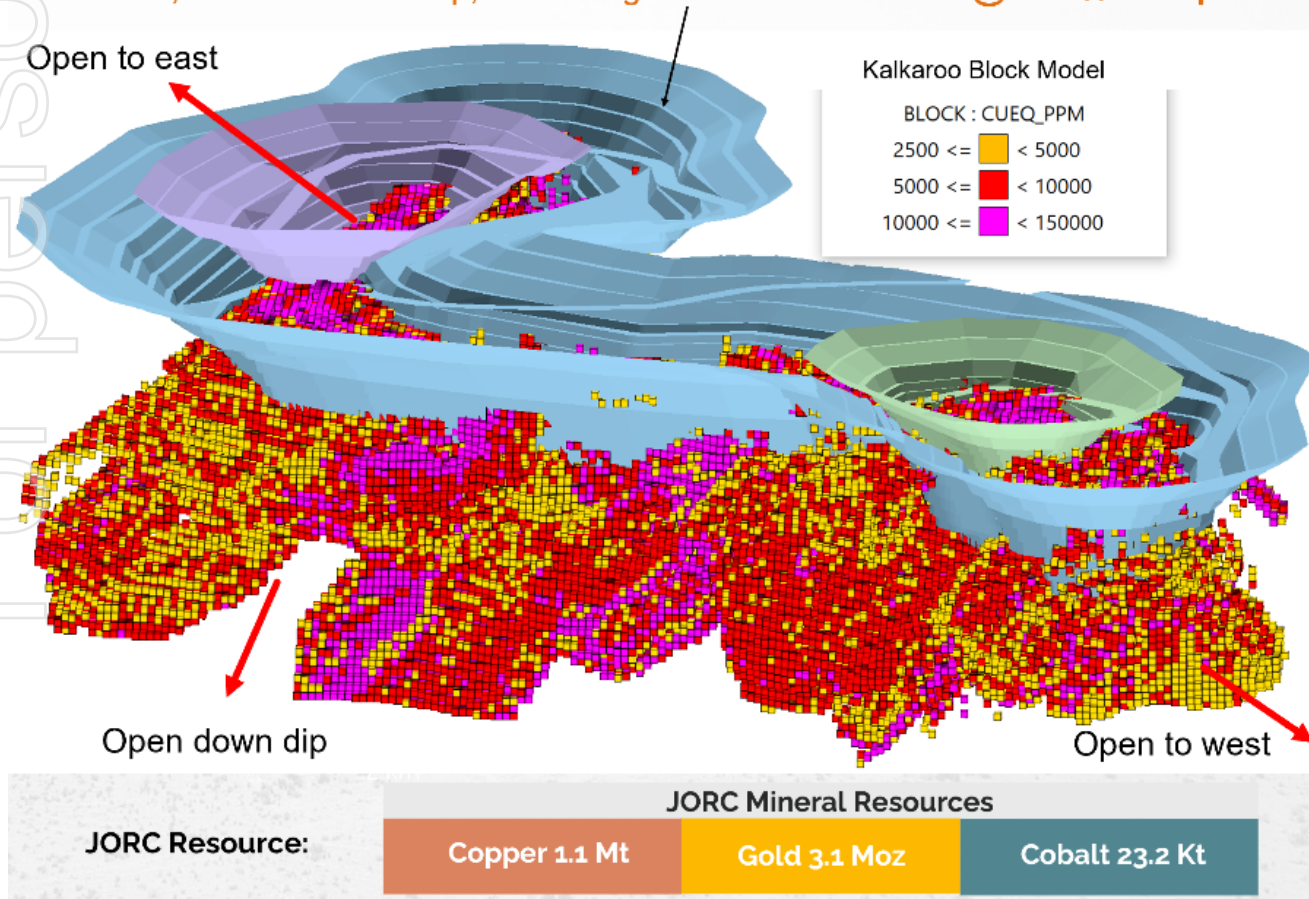 Open to east
Kalkaroo Block Model
BLOCK : CUEQ_PPM
2500 <= < 5000
5000 <= < 10000
10000 <= < 150000
Open down dip
Open to west
JORC Mineral Resources
JORC Resource:
Copper 1.1 Mt
Gold 3.1 Moz
Cobalt 23.2 Kt